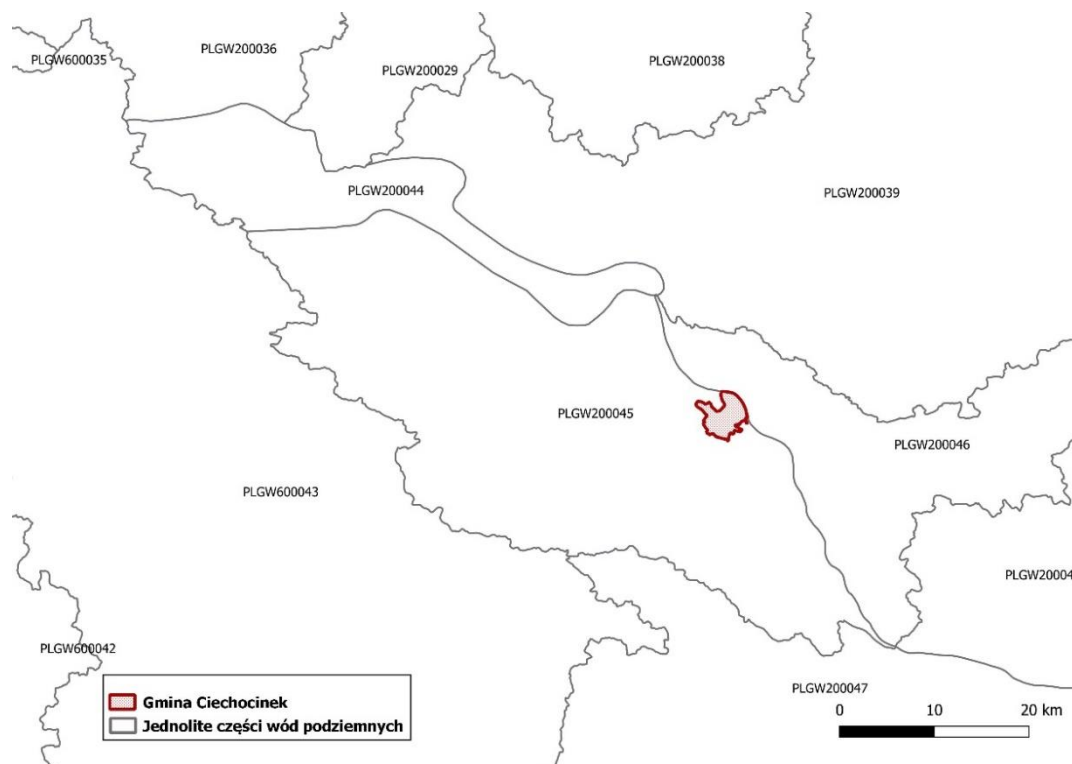 PLGW600035
PLGW200036
PLGW200029
PLGW200038
PLGW200044
PLGW200039
PLGW200045
PLGW200046
PLGW600043
PLGW20004
PLGW600042
PLGW200047
Gmina Ciechocinek
Jednolite części wód podziemnych
0 10 20 km